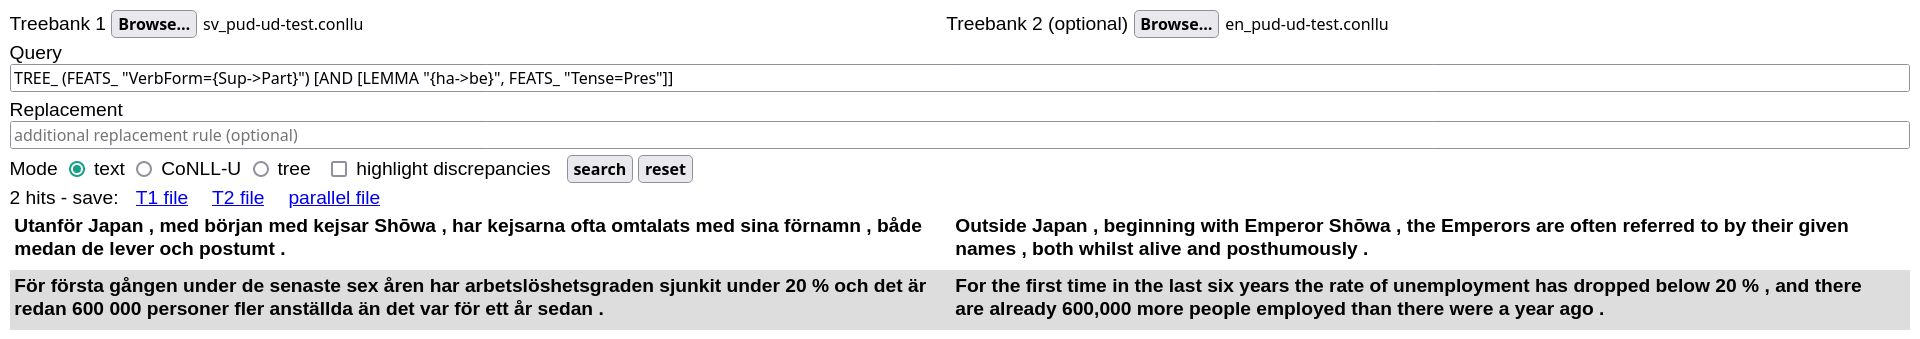 Treebank 1 Browse... sv_pud-ud-test.conllu Treebank 2 (optional) Browse... en_pud-ud-test.conllu
Query
TREE_ (FEATS_ "VerbForm={Sup->Part}") [AND [LEMMA "{ha->be}", FEATS_ "Tense=Pres"]]
Replacement
additional replacement rule (optional)
Mode text CoNLL-U tree highlight discrepancies search reset
2 hits - save: T1 file T2 file parallel file
Utanför Japan , med början med kejsar Shōwa , har kejsarna ofta omtalats med sina förnamn , både
medan de lever och postumt .
Outside Japan , beginning with Emperor Shōwa , the Emperors are often referred to by their given
names , both whilst alive and posthumously .
För första gången under de senaste sex åren har arbetslöshetsgraden sjunkit under 20 % och det är
redan 600 000 personer fler anställda än det var för ett år sedan .
For the first time in the last six years the rate of unemployment has dropped below 20 % , and there
are already 600,000 more people employed than there were a year ago .